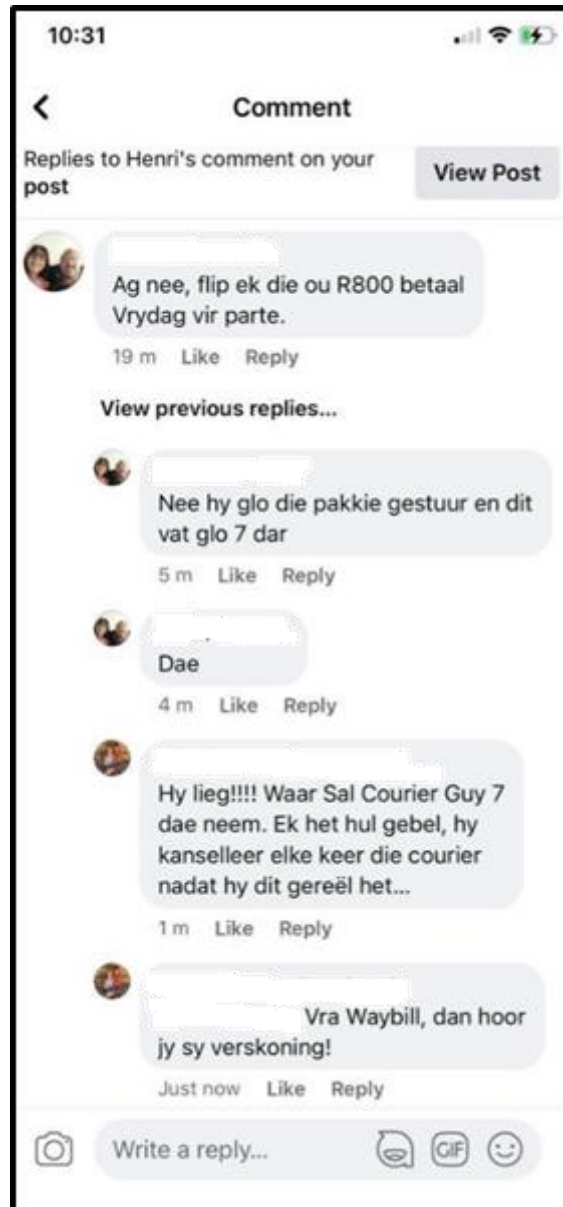 10:31
Comment
Replies to Henri's comment on your
post
View Post
Ag nee, flip ek die ou R800 betaal
Vrydag vir parte.
19 m Like Reply
View previous replies...
Nee hy glo die pakkie gestuur en dit
vat glo 7 dar
5 m Like Reply
Dae
4 m Like Reply
Hy lieg!!!! Waar Sal Courier Guy 7
dae neem. Ek het hul gebel, hy
kanselleer elke keer die courier
nadat hy dit gereël het...
1 m Like Reply
Vra Waybill, dan hoor
jy sy verskoning!
Just now Like Reply
Write a reply...
GIF